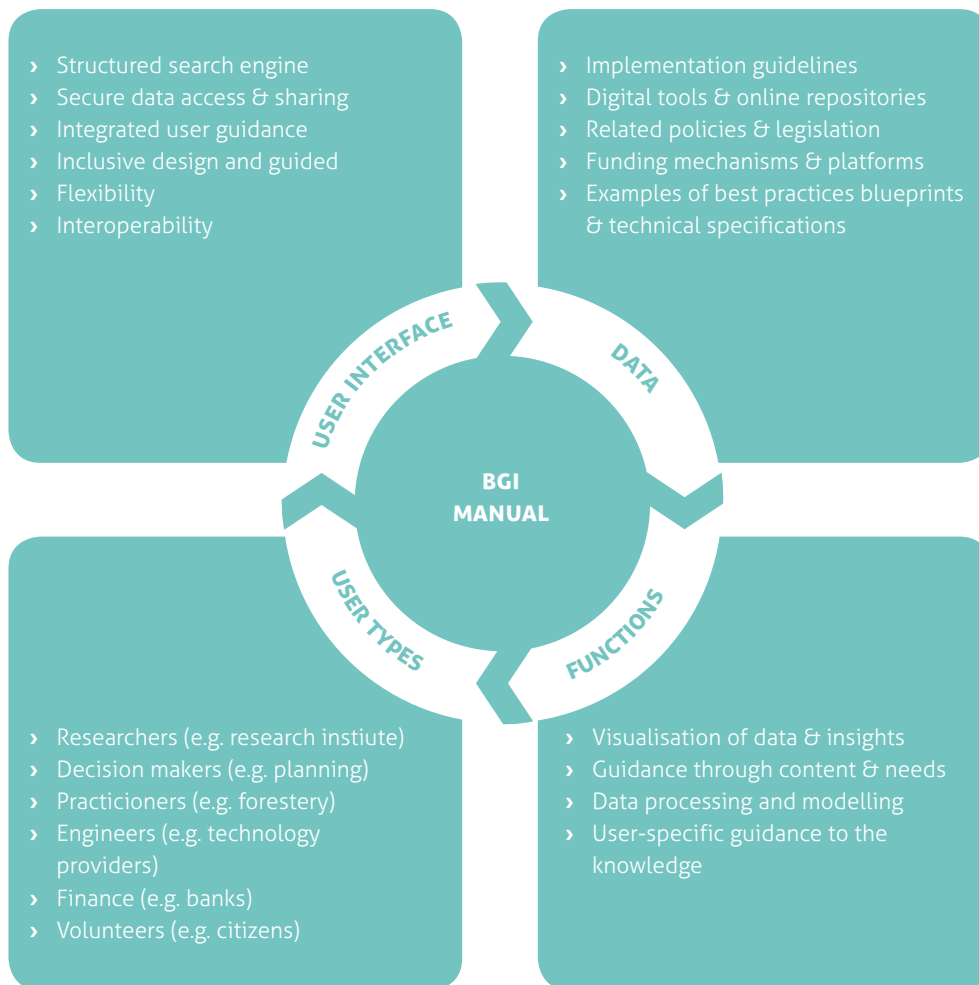 › Structured search engine
› Secure data access & sharing
› Integrated user guidance
› Inclusive design and guided
› Flexibility
› Interoperability
› Implementation guidelines
› Digital tools & online repositories
› Related policies & legislation
› Funding mechanisms & platforms
› Examples of best practices blueprints
& technical specifications
USER INTERFACE
DATA
BGI
MANUAL
USER TYPES
FUNCTIONS
› Researchers (e.g. research instiute)
› Decision makers (e.g. planning)
› Practicioners (e.g. forestery)
› Engineers (e.g. technology
providers)
› Finance (e.g. banks)
› Volunteers (e.g. citizens)
› Visualisation of data & insights
› Guidance through content & needs
› Data processing and modelling
› User-specific guidance to the
knowledge